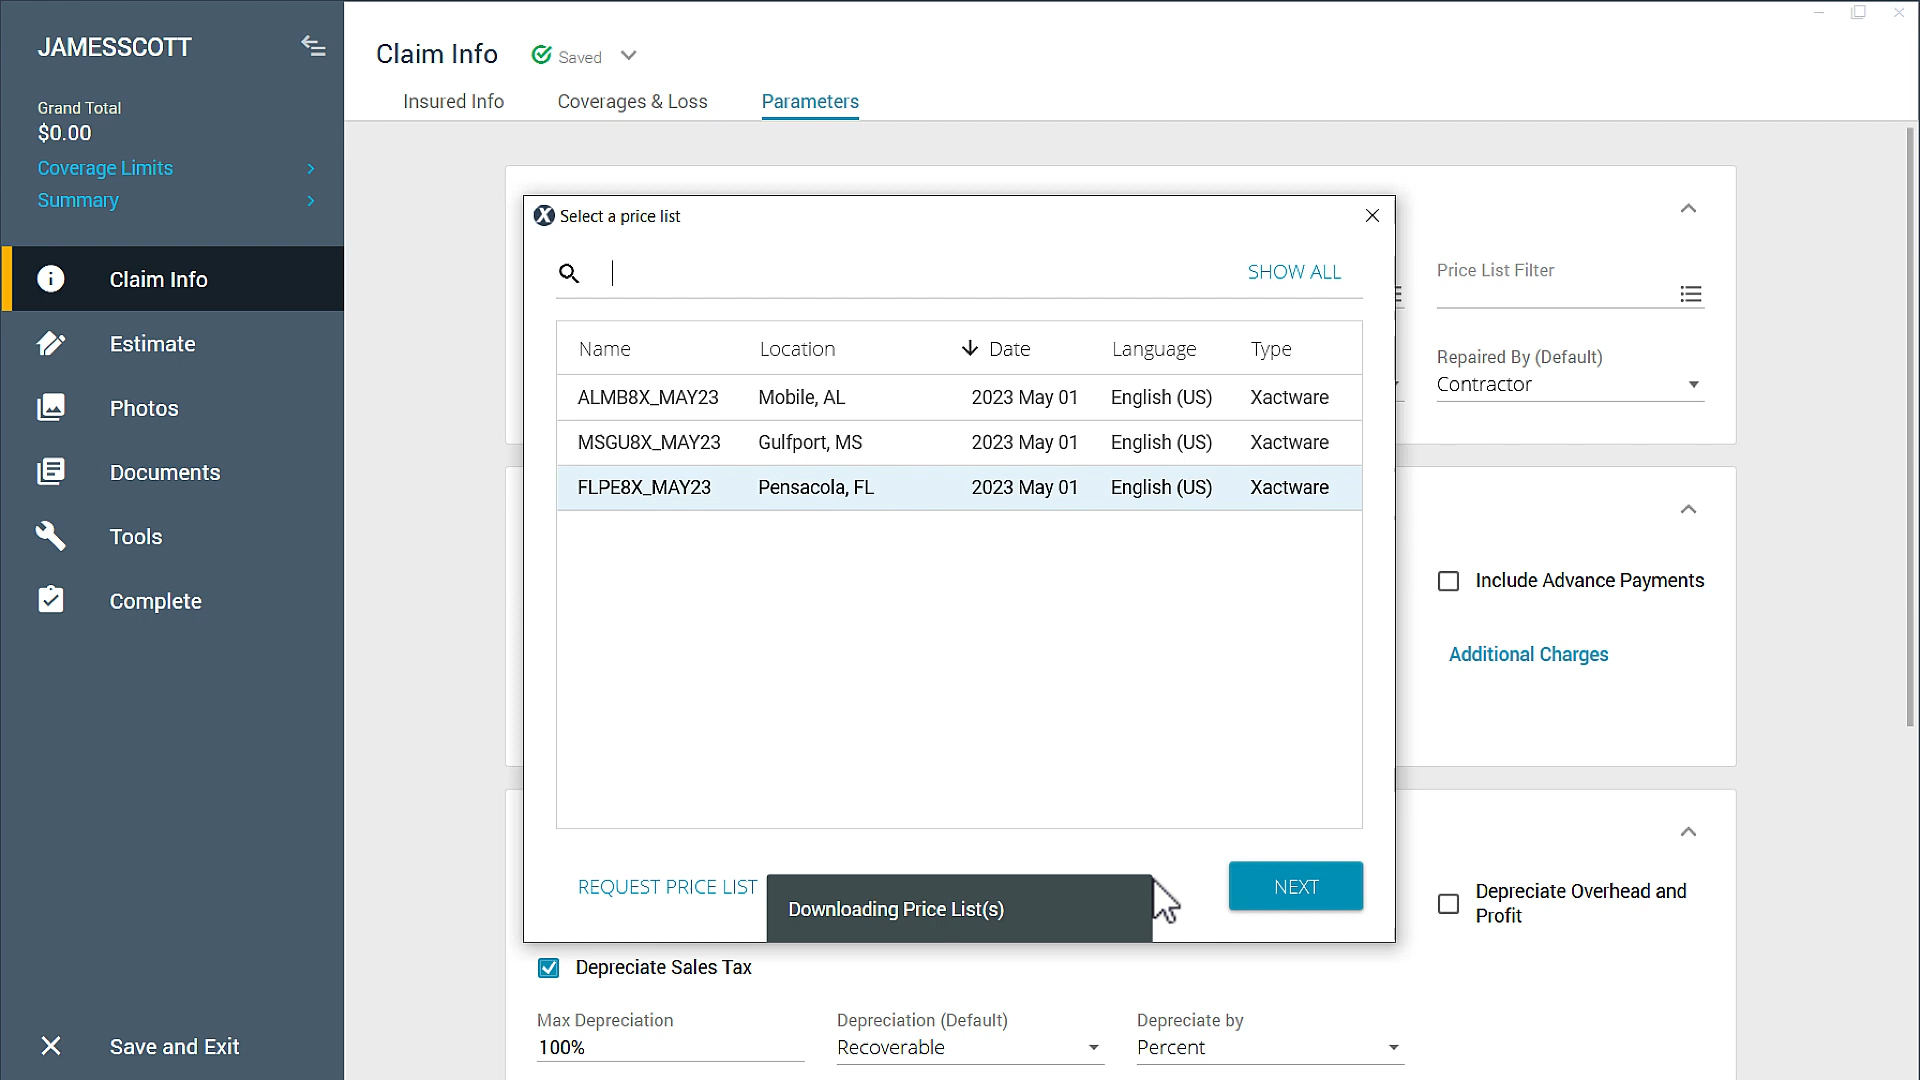 JAMESSCOTT
Grand Total
$0.00
Coverage Limits
Summary
Claim Info
Estimate
Photos
Documents
Tools
Complete
Save and Exit
Claim Info Saved
Insured Info Coverages & Loss Parameters
Select a price list
SHOW ALL
Name Location Date Language Type
ALMB8X_MAY23 Mobile, AL 2023 May 01 English (US) Xactware
MSGU8X_MAY23 Gulfport, MS 2023 May 01 English (US) Xactware
FLPE8X_MAY23 Pensacola, FL 2023 May 01 English (US) Xactware
REQUEST PRICE LIST
Downloading Price List(s)
NEXT
Price List Filter
Repaired By (Default)
Contractor
Include Advance Payments
Additional Charges
Depreciate Overhead and
Profit
Depreciate Sales Tax
Max Depreciation Depreciation (Default) Depreciate by
100% Recoverable Percent